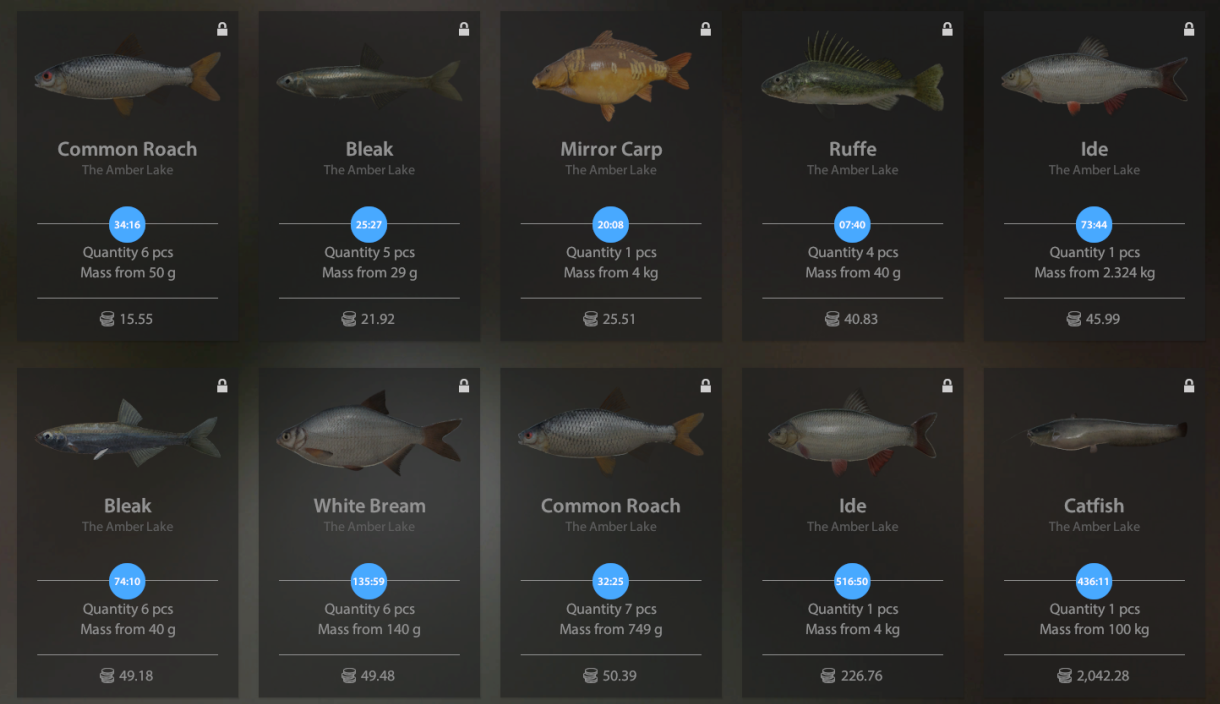 Common Roach
The Amber Lake
34:16
Quantity 6 pcs
Mass from 50 g
15.55
Bleak
The Amber Lake
25:27
Quantity 5 pcs
Mass from 29 g
21.92
Mirror Carp
The Amber Lake
20:08
Quantity 1 pcs
Mass from 4 kg
25.51
Ruffe
The Amber Lake
07:40
Quantity 4 pcs
Mass from 40 g
40.83
Ide
The Amber Lake
73:44
Quantity 1 pcs
Mass from 2.324 kg
45.99
Bleak
The Amber Lake
74:10
Quantity 6 pcs
Mass from 40 g
49.18
White Bream
The Amber Lake
135:59
Quantity 6 pcs
Mass from 140 g
49.48
Common Roach
The Amber Lake
32:25
Quantity 7 pcs
Mass from 749 g
50.39
Ide
The Amber Lake
516:50
Quantity 1 pcs
Mass from 4 kg
226.76
Catfish
The Amber Lake
436:11
Quantity 1 pcs
Mass from 100 kg
2,042.28